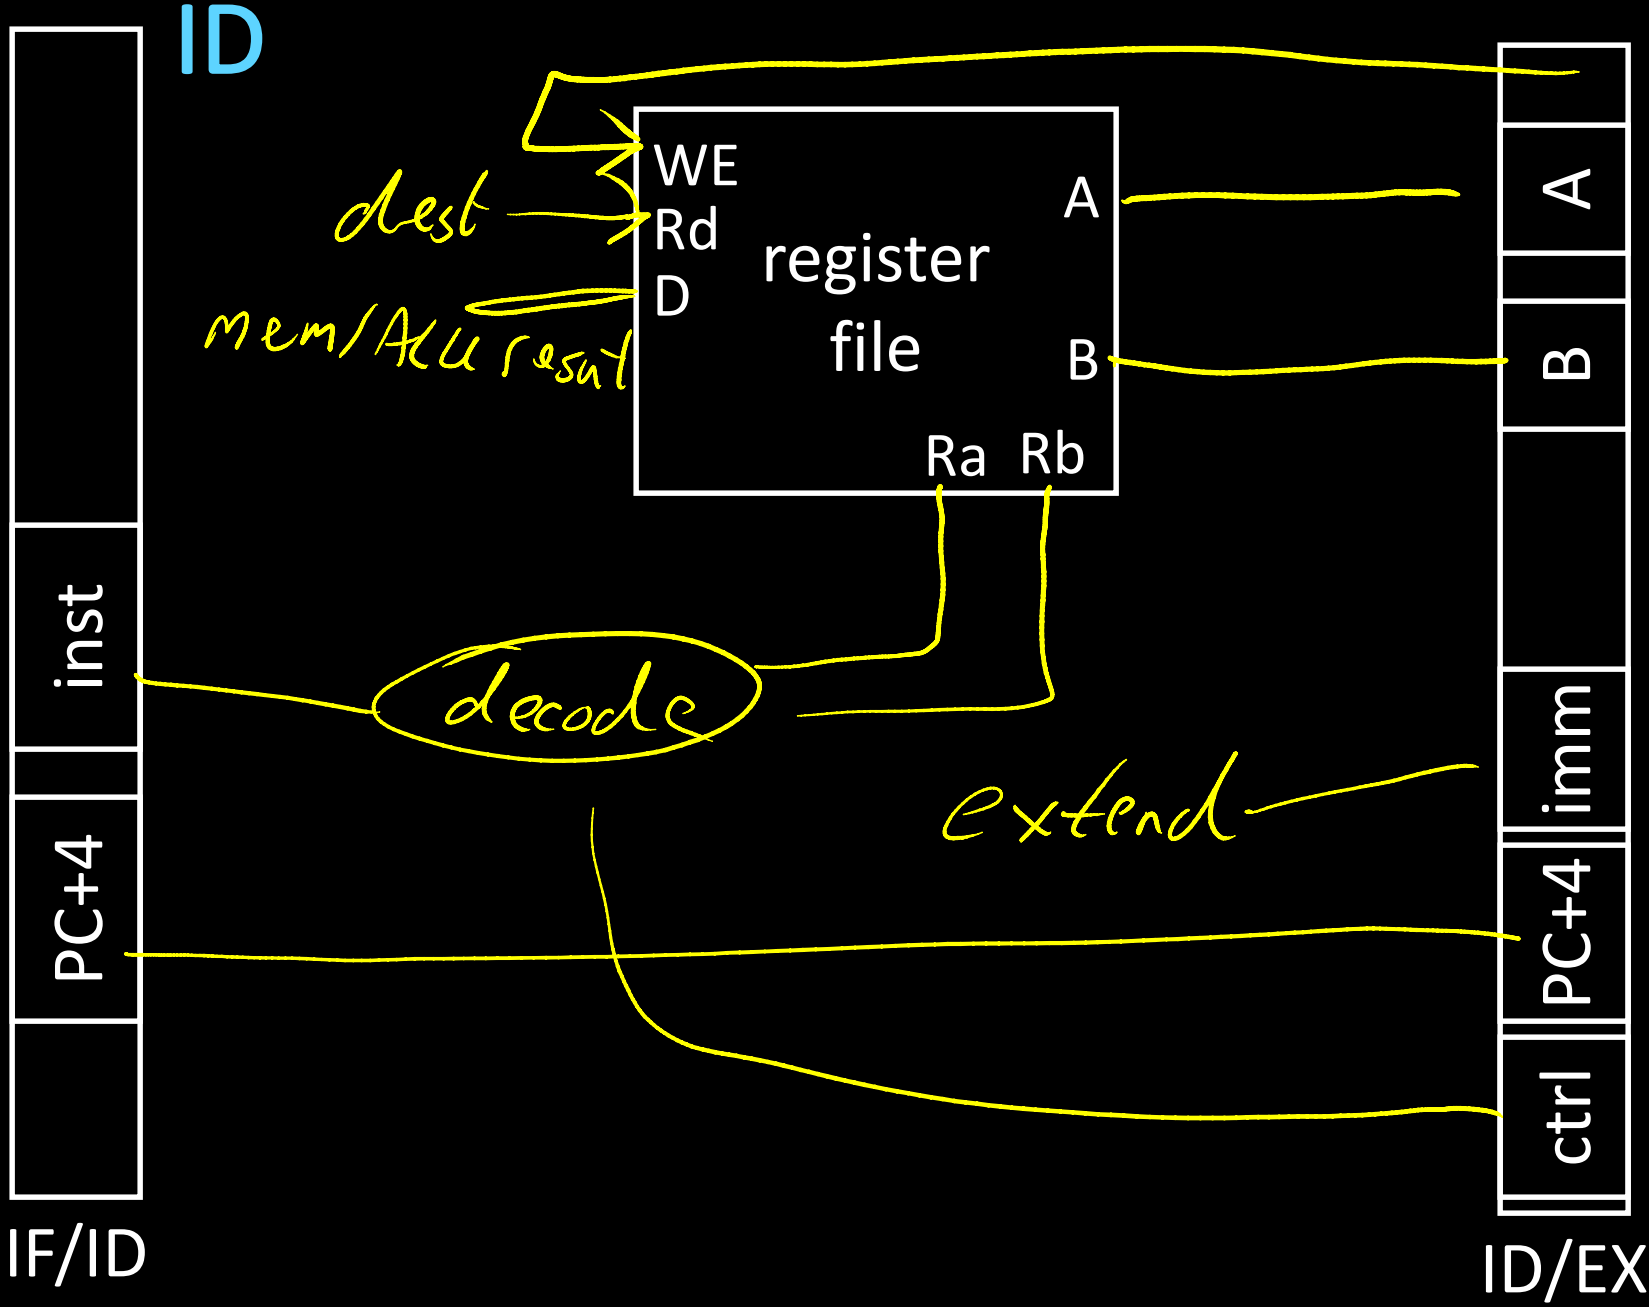 ID
WE
Rd
D
A
B
register
file
Ra Rb
dest
mem/ALU result
inst
decode
extend
PC+4
A
B
imm
PC+4
ctrl
IF/ID
ID/EX